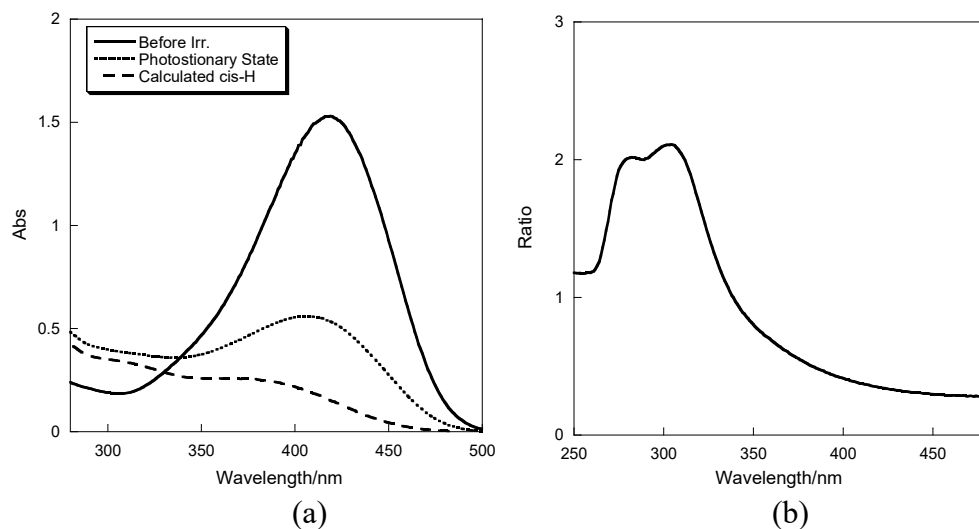 2
1.5
1
0.5
0
Abs
Before Irr.
Photostionary State
Calculated cis-H
300 350 400 450 500
Wavelength/nm
(a)
3
2
1
0
Ratio
250 300 350 400 450
Wavelength/nm
(b)